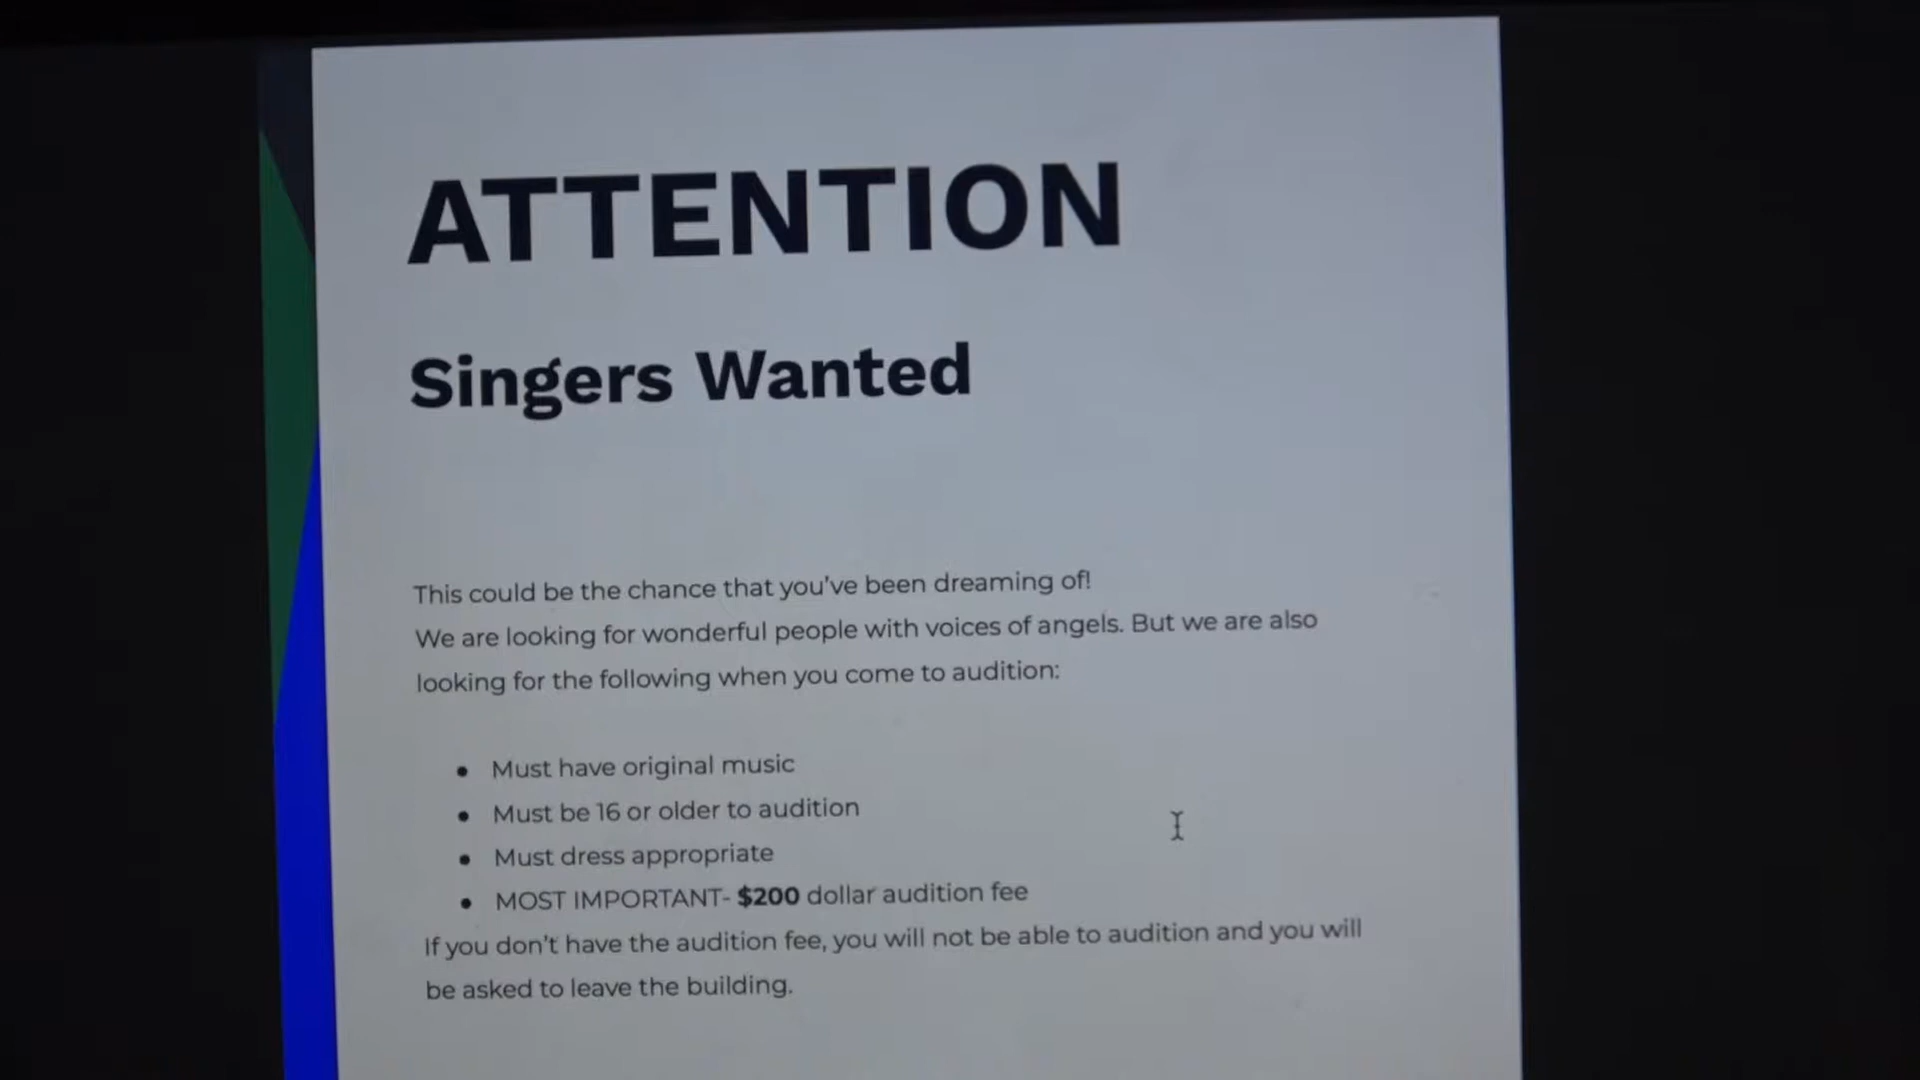 ATTENTION
Singers Wanted
This could be the chance that you've been dreaming of!
We are looking for wonderful people with voices of angels. But we are also
looking for the following when you come to audition:
• Must have original music
• Must be 16 or older to audition
• Must dress appropriate
• MOST IMPORTANT- $200 dollar audition fee
If you don't have the audition fee, you will not be able to audition and you will
be asked to leave the building.